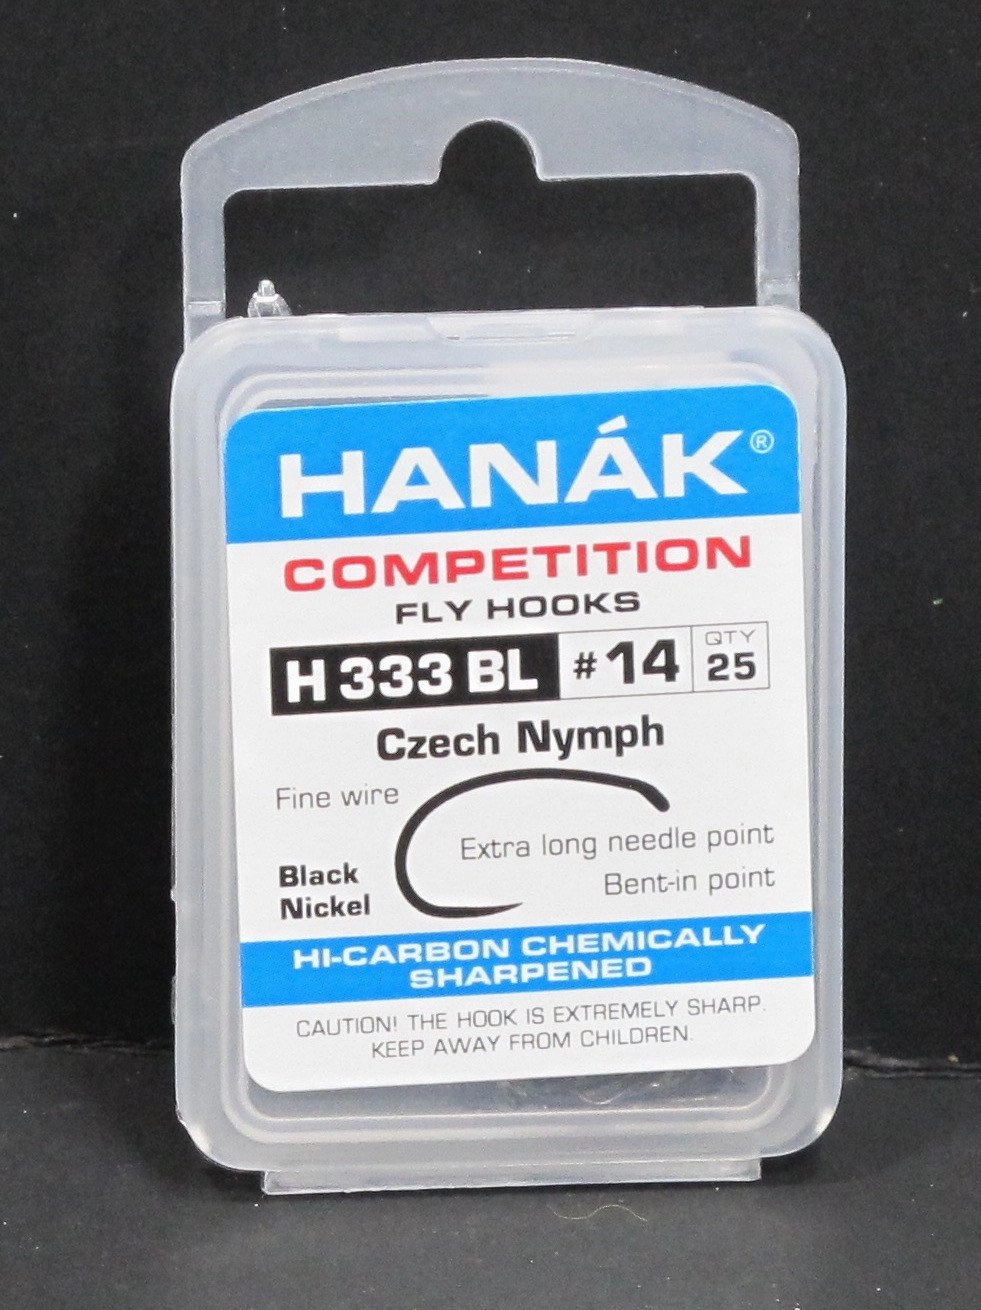 HANÁK®
COMPETITION
FLY HOOKS
H 333 BL #14 QTY 25
Czech Nymph
Fine wire
Extra long needle point
Bent-in point
Black
Nickel
HI-CARBON CHEMICALLY
SHARPENED
CAUTION! THE HOOK IS EXTREMELY SHARP.
KEEP AWAY FROM CHILDREN.